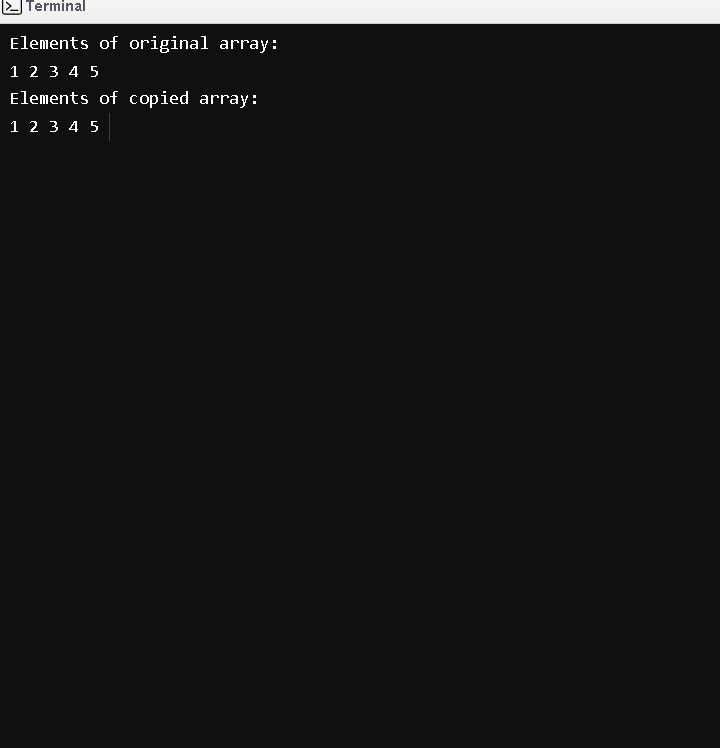 Terminal
Elements of original array:
1 2 3 4 5
Elements of copied array:
1 2 3 4 5